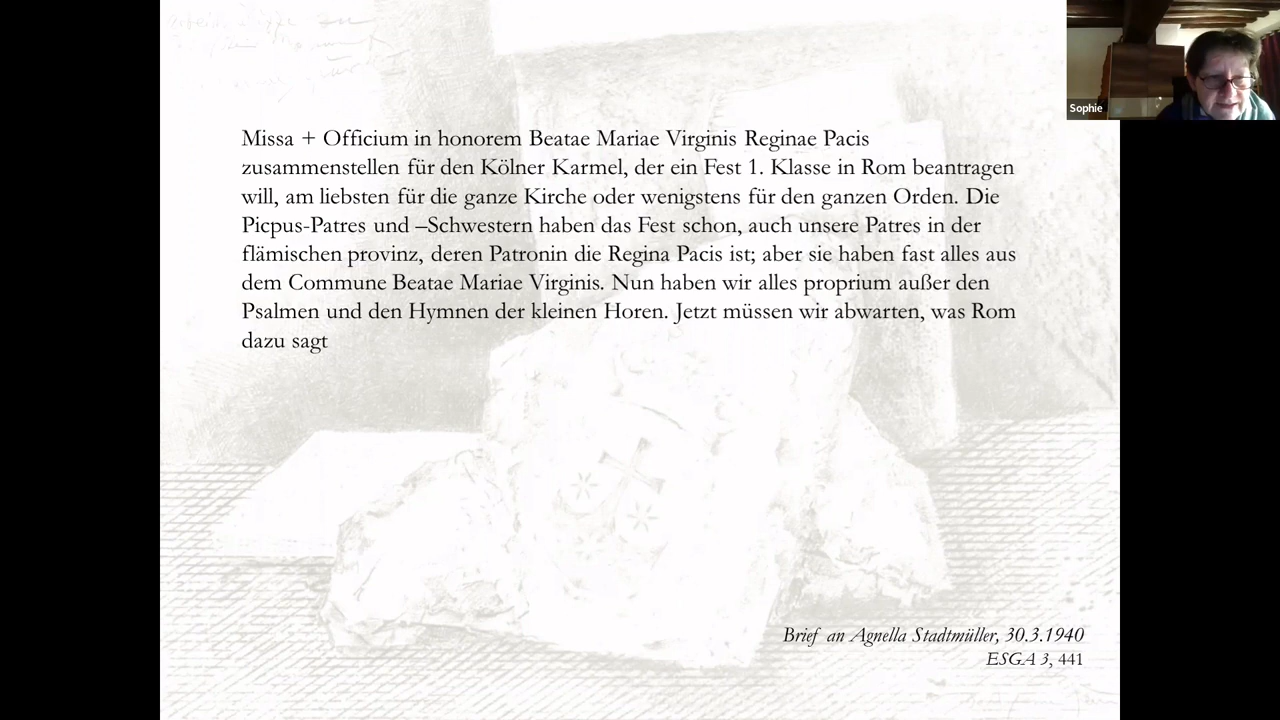 Sophie
Missa + Officium in honorem Beatae Mariae Virginis Reginae Pacis
zusammenstellen für den Kölner Karmel, der ein Fest 1. Klasse in Rom beantragen
will, am liebsten für die ganze Kirche oder wenigstens für den ganzen Orden. Die
Picpus-Patres und –Schwestern haben das Fest schon, auch unsere Patres in der
flämischen provinz, deren Patronin die Regina Pacis ist; aber sie haben fast alles aus
dem Commune Beatae Mariae Virginis. Nun haben wir alles proprium außer den
Psalmen und den Hymnen der kleinen Horen. Jetzt müssen wir abwarten, was Rom
dazu sagt
Brief an Agnella Stadtmüller, 30.3.1940
ESGA 3, 441